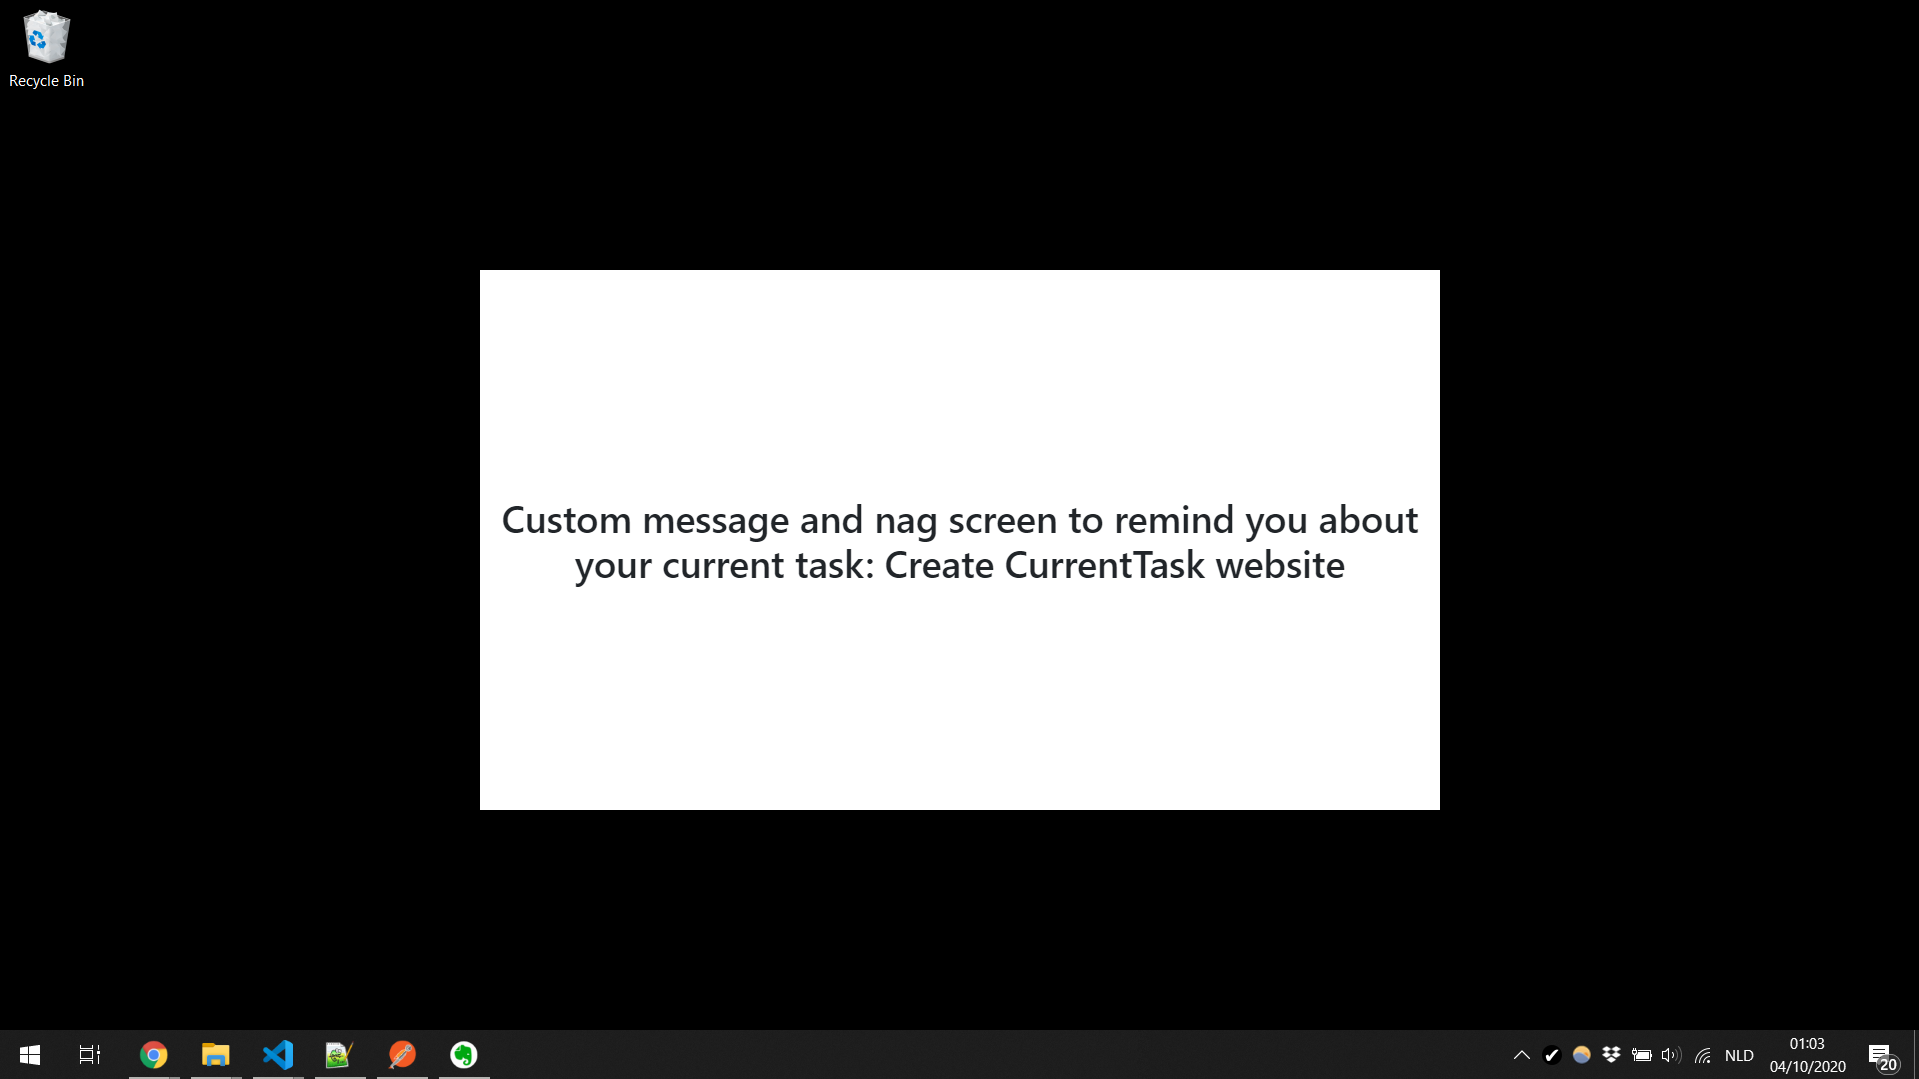 Recycle Bin
Custom message and nag screen to remind you about
your current task: Create CurrentTask website
NLD
01:03
04/10/2020
20